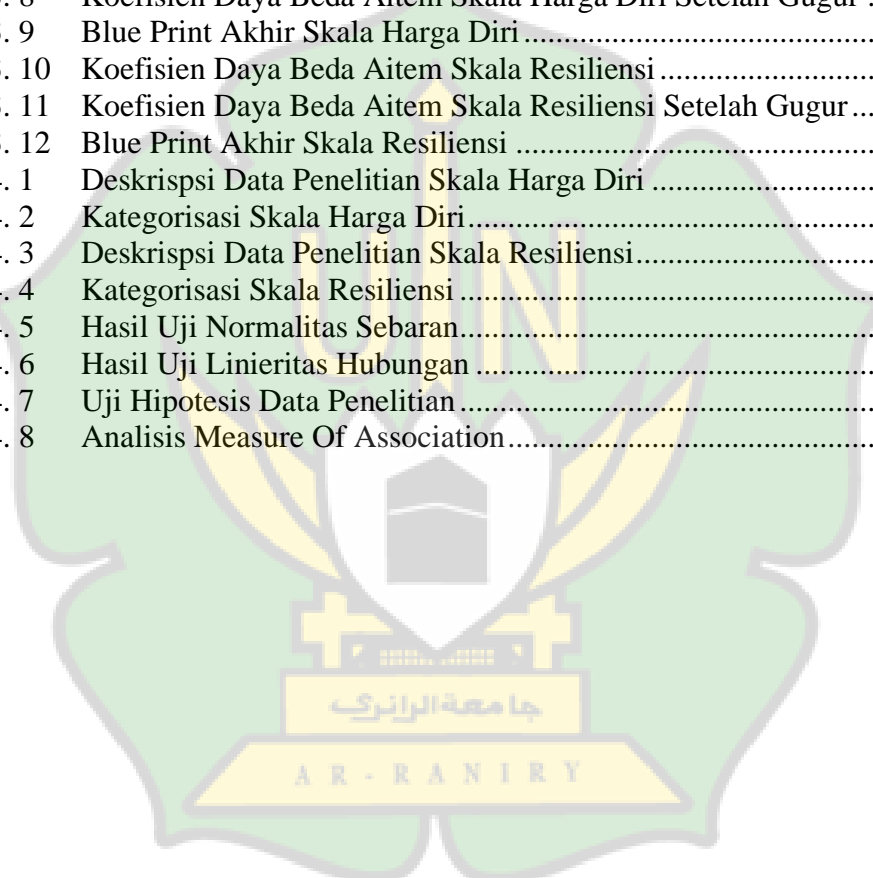 . 8 Koefisien Daya Beda Aitem Skala Harga Diri Setelah Gugur .
. 9 Blue Print Akhir Skala Harga Diri ....................................................
. 10 Koefisien Daya Beda Aitem Skala Resiliensi ................................
. 11 Koefisien Daya Beda Aitem Skala Resiliensi Setelah Gugur ...
. 12 Blue Print Akhir Skala Resiliensi ....................................................
. 1 Deskrispsi Data Penelitian Skala Harga Diri ................................
. 2 Kategorisasi Skala Harga Diri ..........................................................
. 3 Deskrispsi Data Penelitian Skala Resiliensi ..................................
. 4 Kategorisasi Skala Resiliensi ............................................................
. 5 Hasil Uji Normalitas Sebaran ............................................................
. 6 Hasil Uji Linieritas Hubungan ..........................................................
. 7 Uji Hipotesis Data Penelitian ............................................................
. 8 Analisis Measure Of Association ......................................................
UIN
جامعة الرانري
AR-RANIRY